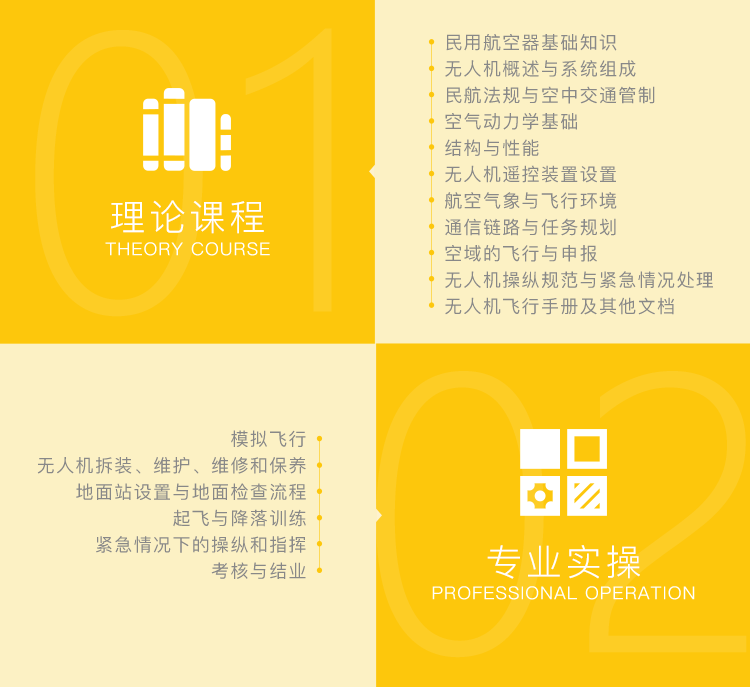 01
理论课程
THEORY COURSE
民用航空器基础知识
无人机概述与系统组成
民航法规与空中交通管制
空气动力学基础
结构与性能
无人机遥控装置设置
航空气象与飞行环境
通信链路与任务规划
空域的飞行与申报
无人机操纵规范与紧急情况处理
无人机飞行手册及其他文档
模拟飞行
无人机拆装、维护、维修和保养
地面站设置与地面检查流程
起飞与降落训练
紧急情况下的操纵和指挥
考核与结业
02
专业实操
PROFESSIONAL OPERATION